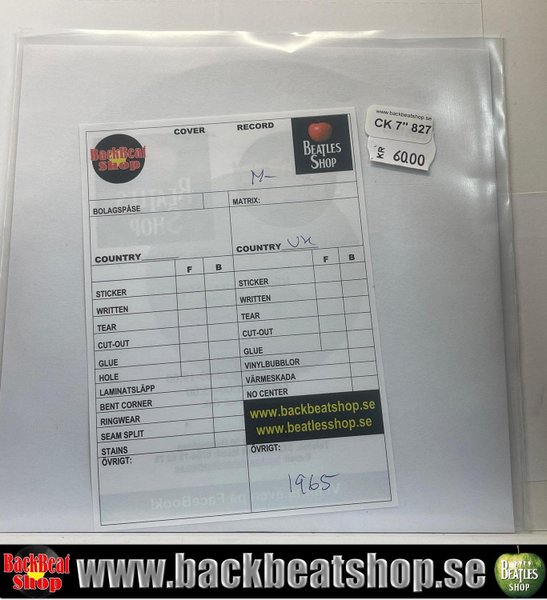 www.backbeatshop.se
CK 7" 827
KR 60.00
COVER RECORD
BackBeat Shop
BEATLES SHOP
M-
BOLAGSPÅSE MATRIX:
COUNTRY COUNTRY UK
F B F B
STICKER STICKER
WRITTEN WRITTEN
TEAR TEAR
CUT-OUT CUT-OUT
GLUE GLUE
HOLE VINYLBUBBLOR
LAMINATSLÄPP VÄRMESKADA
BENT CORNER NO CENTER
RINGWEAR www.backbeatshop.se
SEAM SPLIT www.beatlesshop.se
STAINS
ÖVRIGT: ÖVRIGT:
1965
BackBeat Shop www.backbeatshop.se BEATLES SHOP